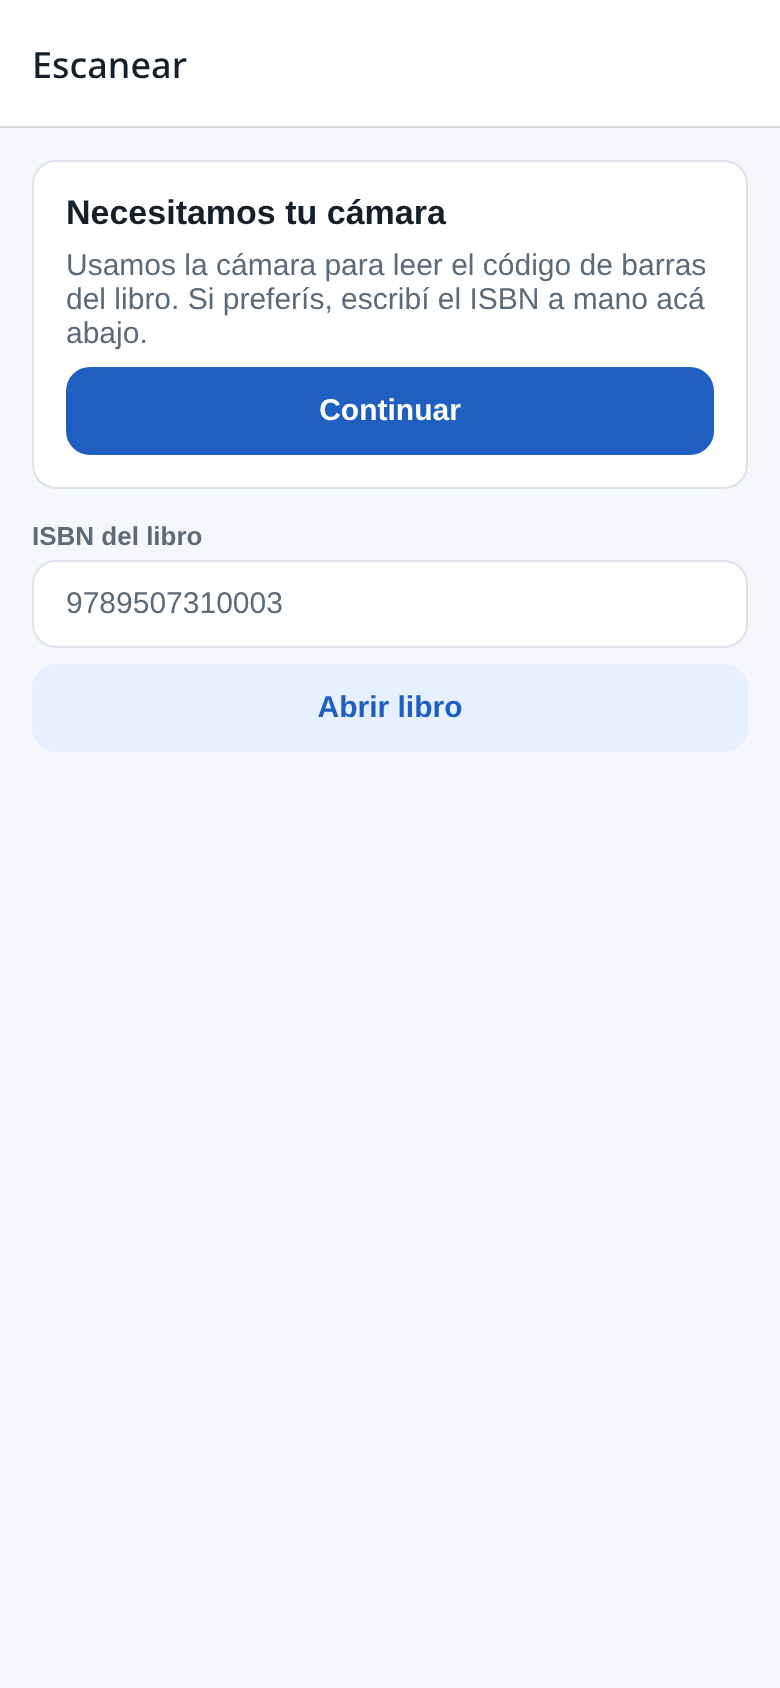 Escanear
Necesitamos tu cámara
Usamos la cámara para leer el código de barras
del libro. Si preferís, escribí el ISBN a mano acá
abajo.
Continuar
ISBN del libro
9789507310003
Abrir libro